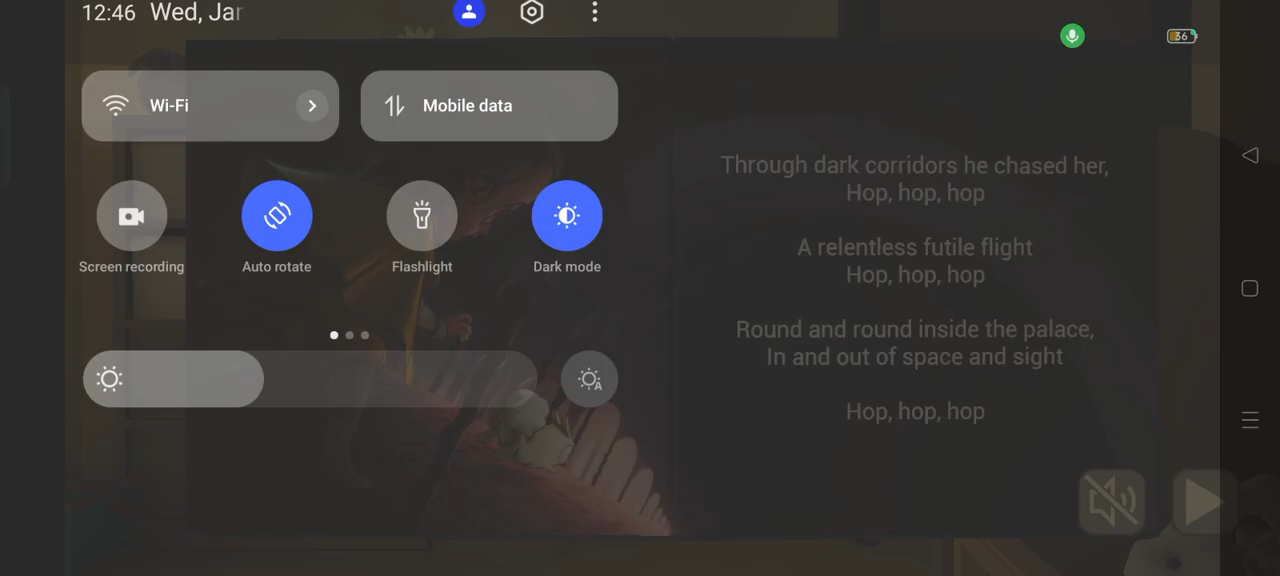 12:46 Wed, Jan
36
Wi-Fi
Mobile data
Screen recording
Auto rotate
Flashlight
Dark mode
A
Through dark corridors he chased her,
Hop, hop, hop
A relentless futile flight
Hop, hop, hop
Round and round inside the palace,
In and out of space and sight
Hop, hop, hop